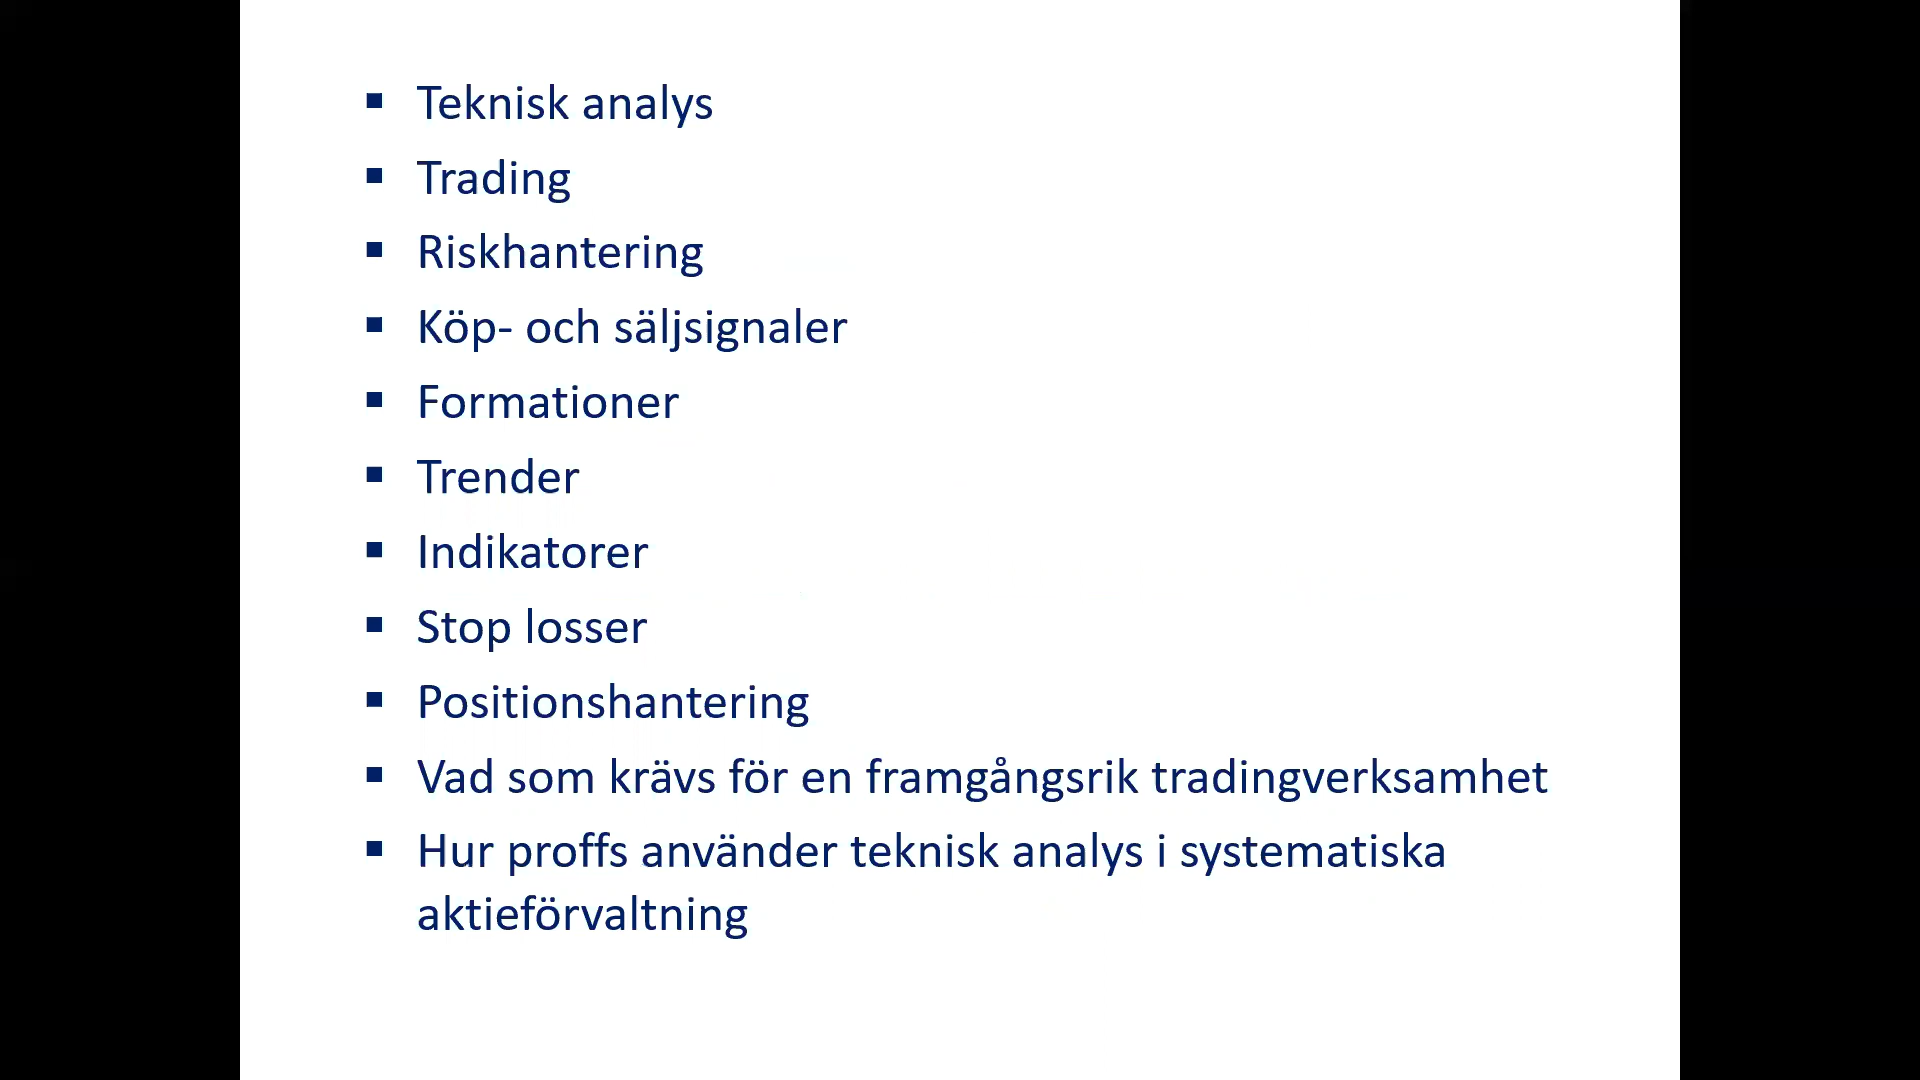 ▪ Teknisk analys
▪ Trading
▪ Riskhantering
▪ Köp- och säljsignaler
▪ Formationer
▪ Trender
▪ Indikatorer
▪ Stop losser
▪ Positionshantering
▪ Vad som krävs för en framgångsrik tradingverksamhet
▪ Hur proffs använder teknisk analys i systematiska
aktieförvaltning